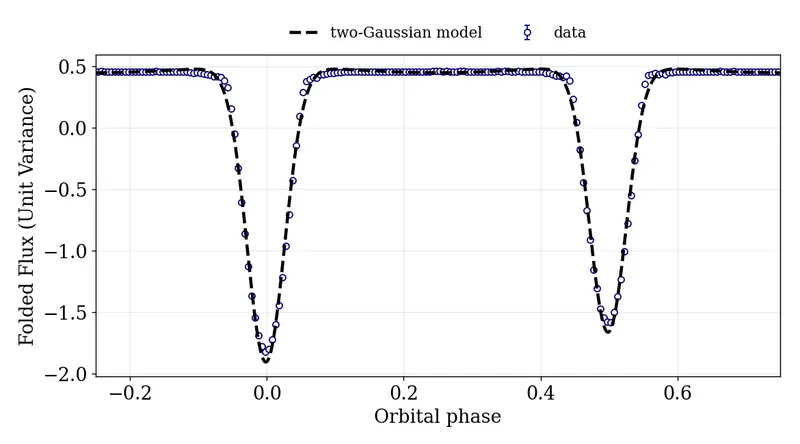 two-Gaussian model data
Folded Flux (Unit Variance)
0.5
0.0
−0.5
−1.0
−1.5
−2.0
−0.2 0.0 0.2 0.4 0.6
Orbital phase